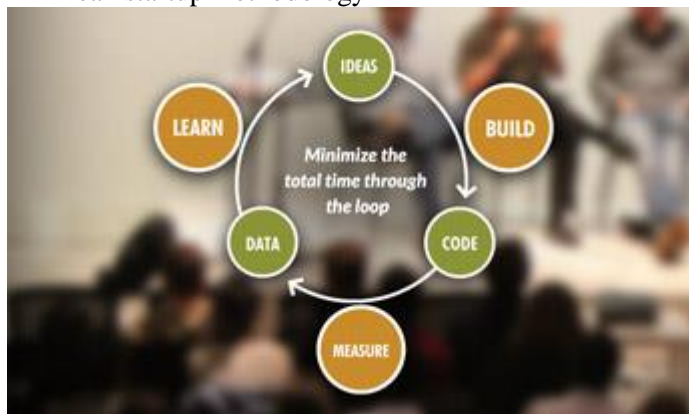 IDEAS
LEARN
BUILD
Minimize the
total time through
the loop
DATA
CODE
MEASURE